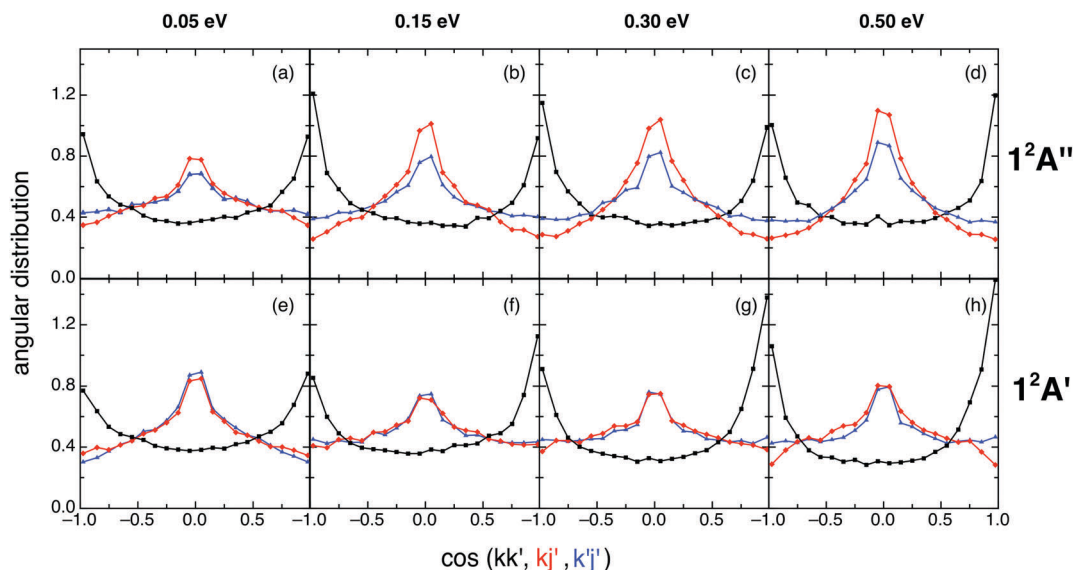 0.05 eV 0.15 eV 0.30 eV 0.50 eV
(a) (b) (c) (d)
1.2
0.8
0.4
0.0
1²A''
(e) (f) (g) (h)
1.2
0.8
0.4
0.0
1²A'
angular distribution
−1.0 −0.5 0.0 0.5 −1.0 −0.5 0.0 0.5 −1.0 −0.5 0.0 0.5 −1.0 −0.5 0.0 0.5 1.0
cos (kk', kj' , k'j')